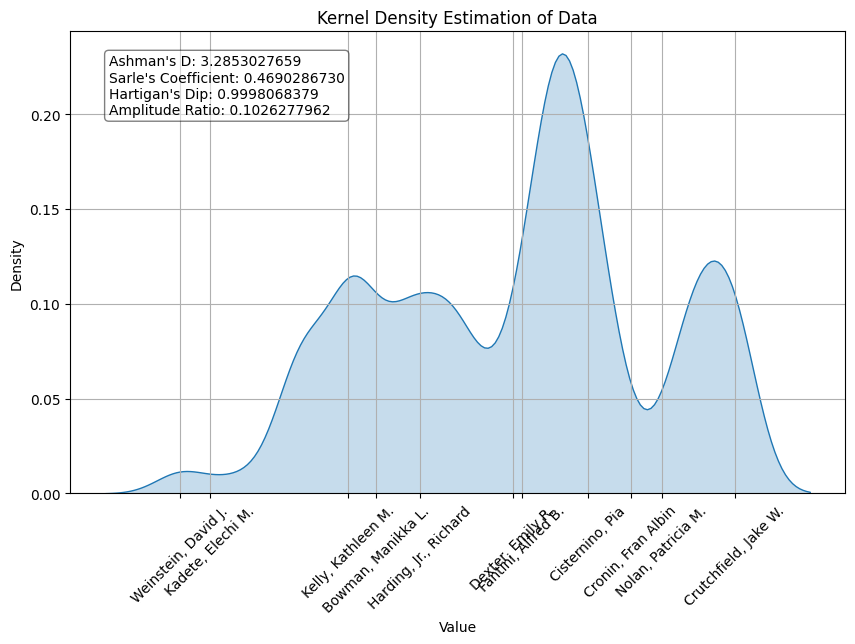 Kernel Density Estimation of Data
Ashman's D: 3.2853027659
Sarle's Coefficient: 0.4690286730
Hartigan's Dip: 0.9998068379
Amplitude Ratio: 0.1026277962
Density
0.20
0.15
0.10
0.05
0.00
Weinstein, David J.
Kadete, Elechi M.
Kelly, Kathleen M.
Bowman, Manikka L.
Harding, Jr., Richard
Dexter, Emily R.
Fantini, Alfred B.
Cisternino, Pia
Cronin, Fran Albin
Nolan, Patricia M.
Crutchfield, Jake W.
Value